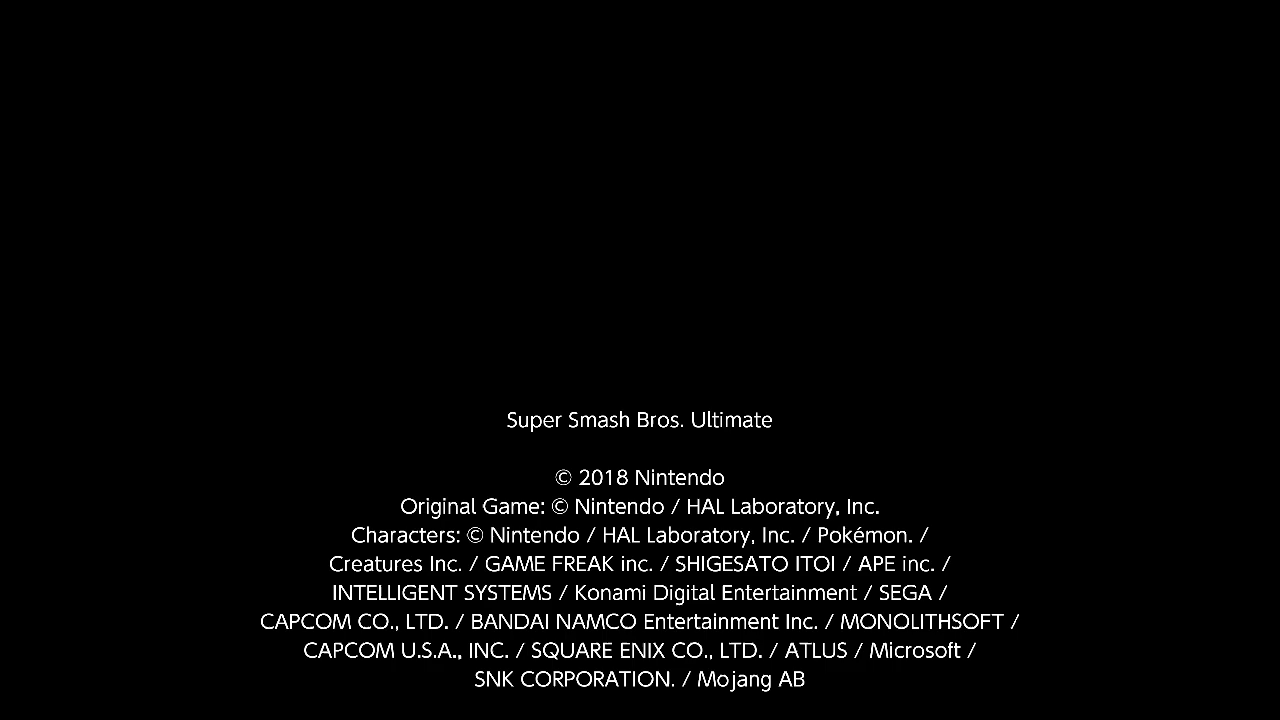 Super Smash Bros. Ultimate
© 2018 Nintendo
Original Game: © Nintendo / HAL Laboratory, Inc.
Characters: © Nintendo / HAL Laboratory, Inc. / Pokémon. /
Creatures Inc. / GAME FREAK inc. / SHIGESATO ITOI / APE inc. /
INTELLIGENT SYSTEMS / Konami Digital Entertainment / SEGA /
CAPCOM CO., LTD. / BANDAI NAMCO Entertainment Inc. / MONOLITHSOFT /
CAPCOM U.S.A., INC. / SQUARE ENIX CO., LTD. / ATLUS / Microsoft /
SNK CORPORATION. / Mojang AB